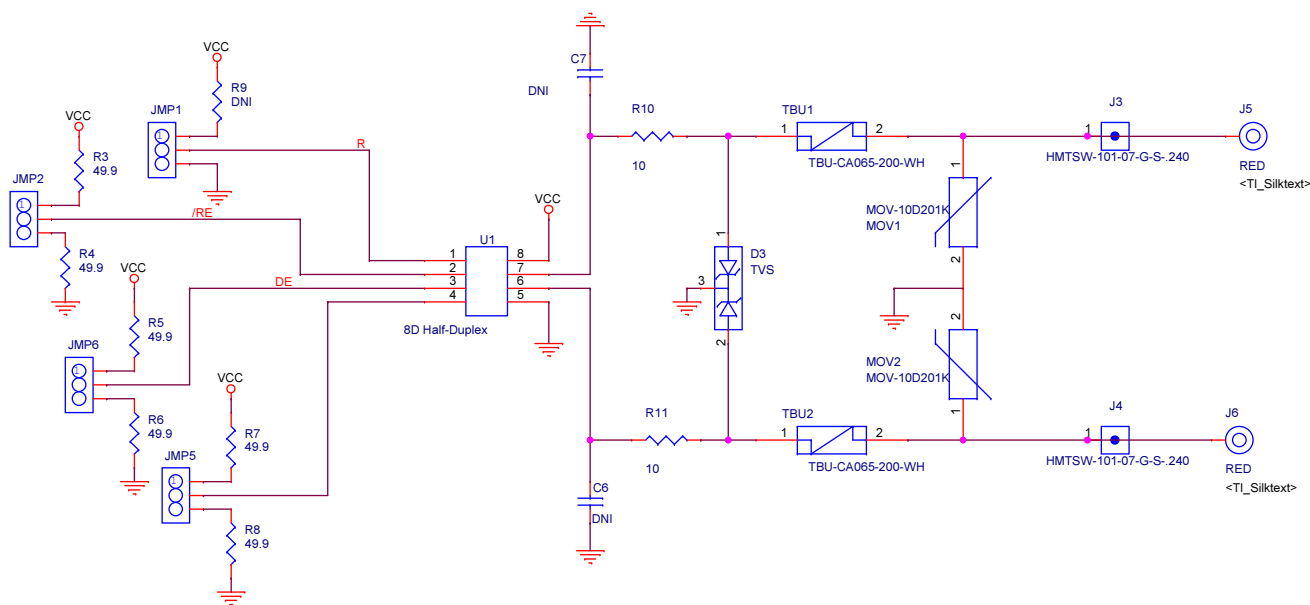 VCC
R9
DNI
JMP1
1
VCC
R3
49.9
JMP2
1
R
/RE
R4
49.9
VCC
R5
49.9
DE
JMP6
1
R6
49.9
VCC
R7
49.9
JMP5
1
R8
49.9
U1
1
2
3
4
8
7
6
5
8D Half-Duplex
VCC
C7
DNI
R10
10
C6
DNI
R11
10
1
D3
TVS
3
2
TBU1
1
2
TBU-CA065-200-WH
1
MOV-10D201K
MOV1
2
2
MOV2
MOV-10D201K
1
TBU2
1
2
TBU-CA065-200-WH
J3
1
HMTSW-101-07-G-S-.240
J5
RED
<TI_Silktext>
J4
1
HMTSW-101-07-G-S-.240
J6
RED
<TI_Silktext>